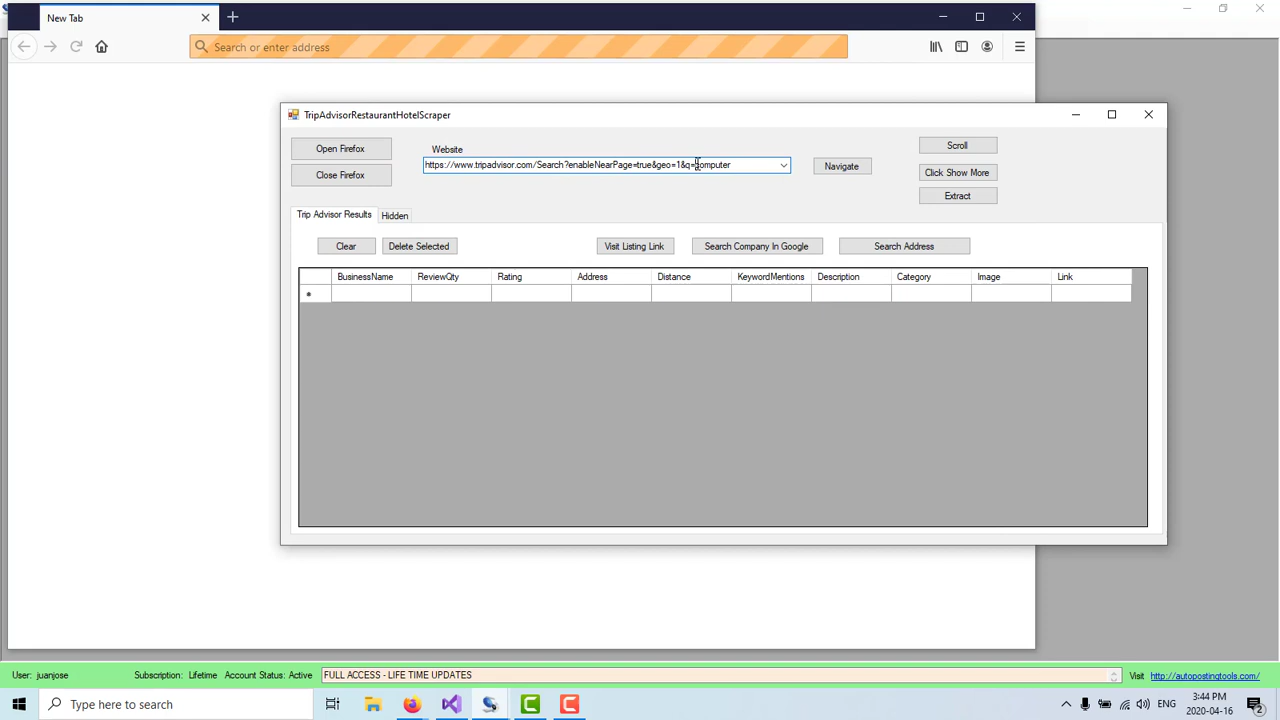 New Tab
Search or enter address
TripAdvisorRestaurantHotelScraper
Open Firefox
Website
Scroll
https://www.tripadvisor.com/Search?enableNearPage=true&geo=1&q=computer
Navigate
Close Firefox
Click Show More
Extract
Trip Advisor Results
Hidden
Clear
Delete Selected
Visit Listing Link
Search Company In Google
Search Address
BusinessName
ReviewQty
Rating
Address
Distance
KeywordMentions
Description
Category
Image
Link
User: juanjose
Subscription: Lifetime
Account Status: Active
FULL ACCESS - LIFE TIME UPDATES
Visit
http://autopostingtools.com/
Type here to search
ENG
3:44 PM
2020-04-16
2